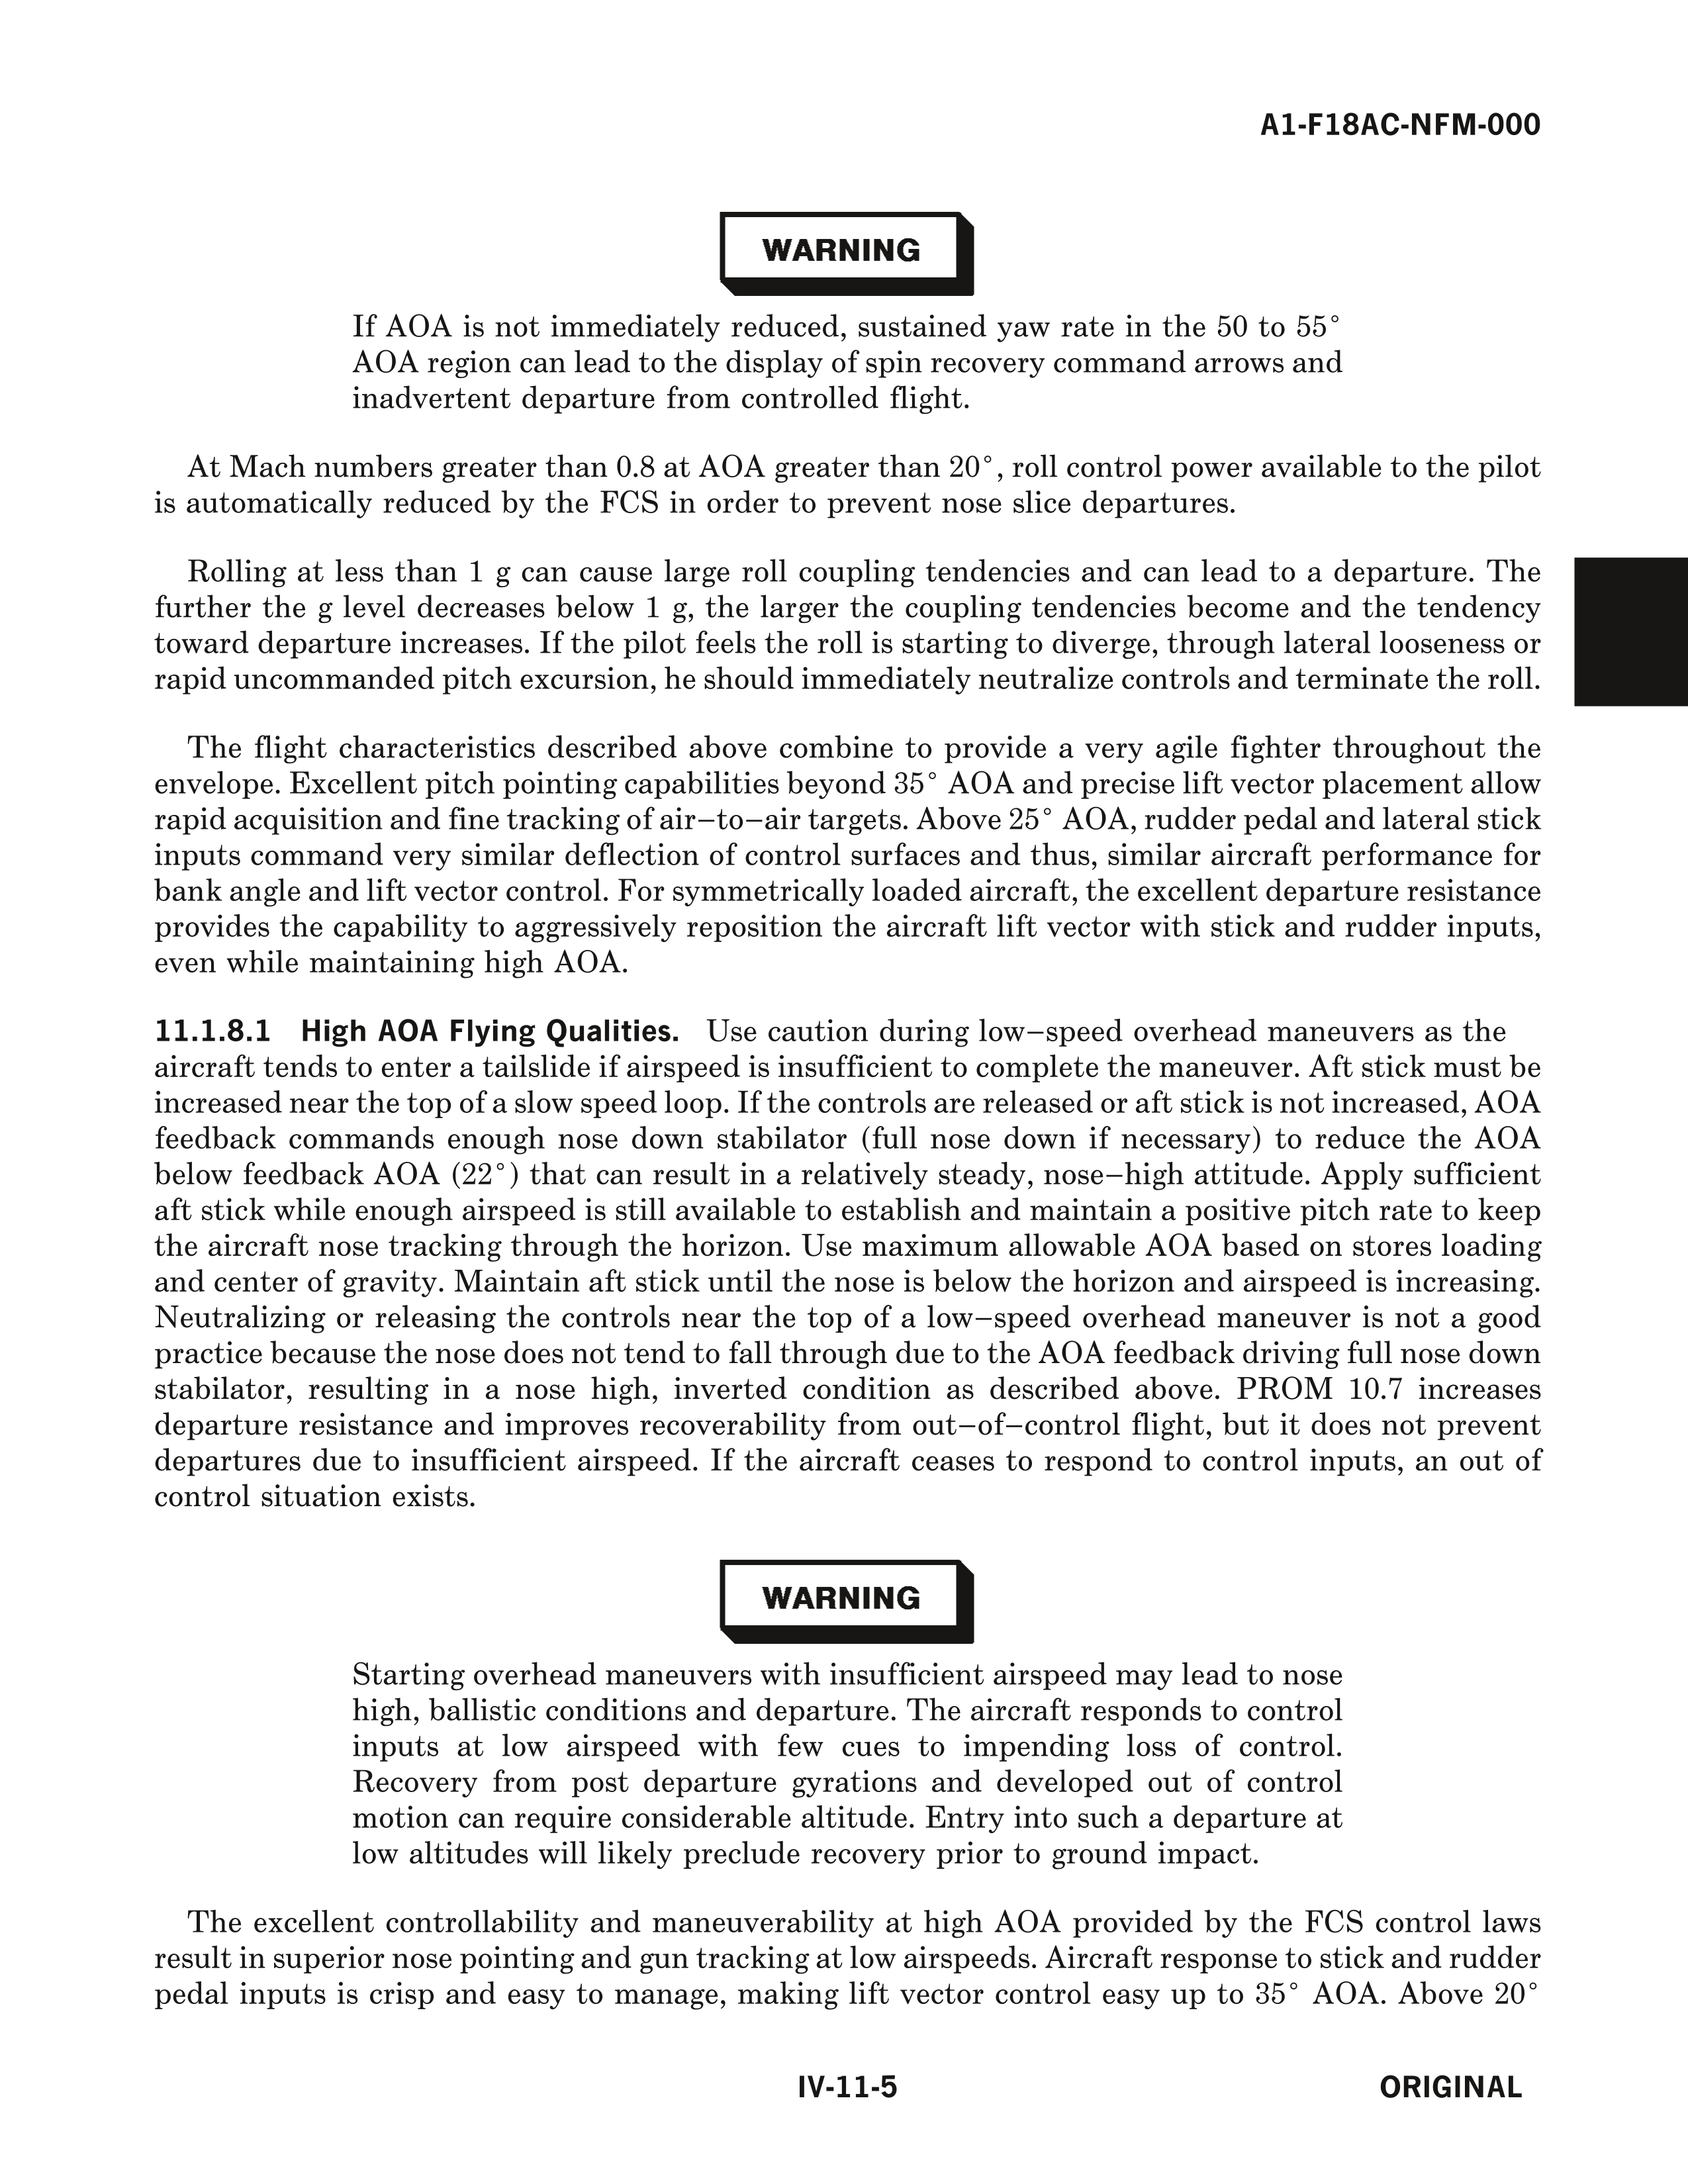 A1-F18AC-NFM-000
WARNING
If AOA is not immediately reduced, sustained yaw rate in the 50 to 55°
AOA region can lead to the display of spin recovery command arrows and
inadvertent departure from controlled flight.
At Mach numbers greater than 0.8 at AOA greater than 20°, roll control power available to the pilot
is automatically reduced by the FCS in order to prevent nose slice departures.
Rolling at less than 1 g can cause large roll coupling tendencies and can lead to a departure. The
further the g level decreases below 1 g, the larger the coupling tendencies become and the tendency
toward departure increases. If the pilot feels the roll is starting to diverge, through lateral looseness or
rapid uncommanded pitch excursion, he should immediately neutralize controls and terminate the roll.
The flight characteristics described above combine to provide a very agile fighter throughout the
envelope. Excellent pitch pointing capabilities beyond 35° AOA and precise lift vector placement allow
rapid acquisition and fine tracking of air−to−air targets. Above 25° AOA, rudder pedal and lateral stick
inputs command very similar deflection of control surfaces and thus, similar aircraft performance for
bank angle and lift vector control. For symmetrically loaded aircraft, the excellent departure resistance
provides the capability to aggressively reposition the aircraft lift vector with stick and rudder inputs,
even while maintaining high AOA.
11.1.8.1 High AOA Flying Qualities. Use caution during low−speed overhead maneuvers as the
aircraft tends to enter a tailslide if airspeed is insufficient to complete the maneuver. Aft stick must be
increased near the top of a slow speed loop. If the controls are released or aft stick is not increased, AOA
feedback commands enough nose down stabilator (full nose down if necessary) to reduce the AOA
below feedback AOA (22°) that can result in a relatively steady, nose−high attitude. Apply sufficient
aft stick while enough airspeed is still available to establish and maintain a positive pitch rate to keep
the aircraft nose tracking through the horizon. Use maximum allowable AOA based on stores loading
and center of gravity. Maintain aft stick until the nose is below the horizon and airspeed is increasing.
Neutralizing or releasing the controls near the top of a low−speed overhead maneuver is not a good
practice because the nose does not tend to fall through due to the AOA feedback driving full nose down
stabilator, resulting in a nose high, inverted condition as described above. PROM 10.7 increases
departure resistance and improves recoverability from out−of−control flight, but it does not prevent
departures due to insufficient airspeed. If the aircraft ceases to respond to control inputs, an out of
control situation exists.
WARNING
Starting overhead maneuvers with insufficient airspeed may lead to nose
high, ballistic conditions and departure. The aircraft responds to control
inputs at low airspeed with few cues to impending loss of control.
Recovery from post departure gyrations and developed out of control
motion can require considerable altitude. Entry into such a departure at
low altitudes will likely preclude recovery prior to ground impact.
The excellent controllability and maneuverability at high AOA provided by the FCS control laws
result in superior nose pointing and gun tracking at low airspeeds. Aircraft response to stick and rudder
pedal inputs is crisp and easy to manage, making lift vector control easy up to 35° AOA. Above 20°
IV-11-5
ORIGINAL